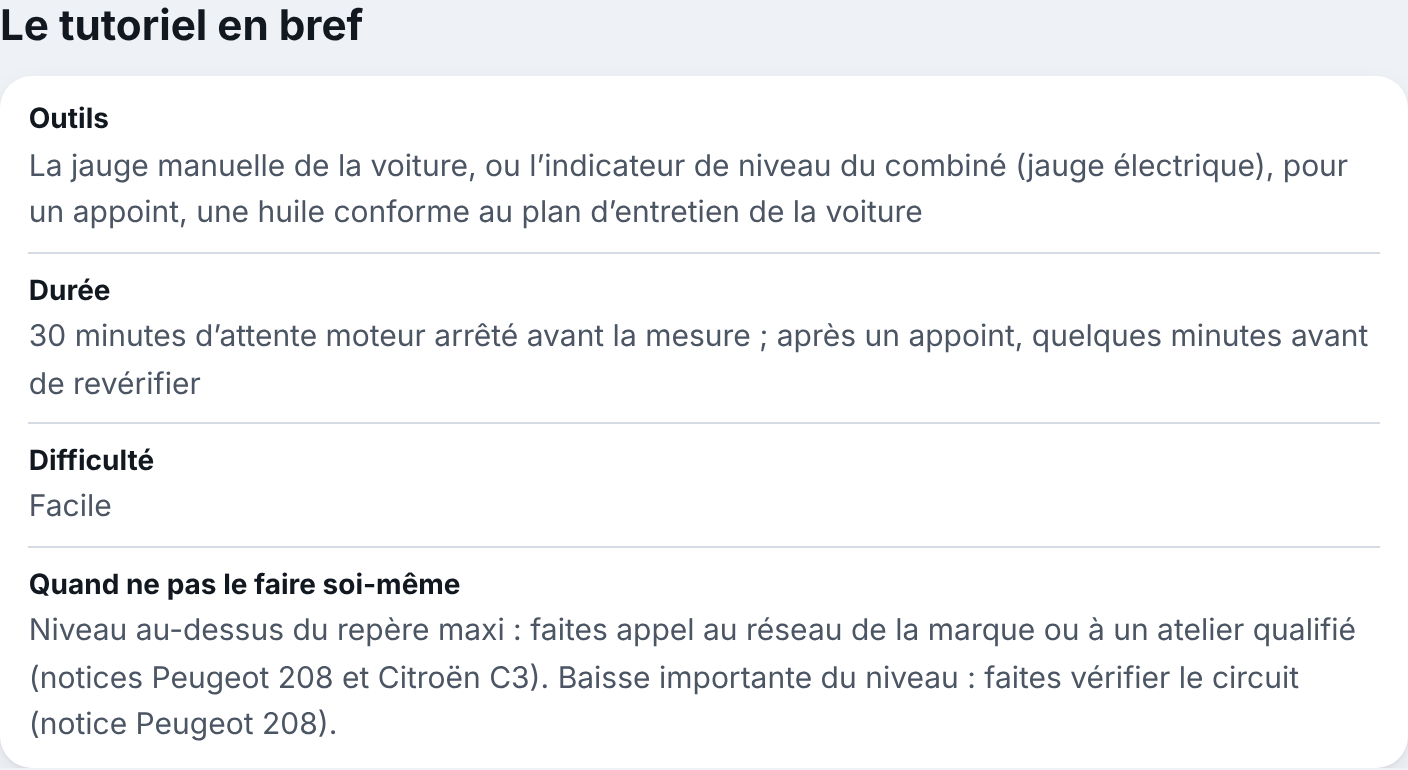 Le tutoriel en bref
Outils
La jauge manuelle de la voiture, ou l’indicateur de niveau du combiné (jauge électrique), pour
un appoint, une huile conforme au plan d’entretien de la voiture
Durée
30 minutes d’attente moteur arrêté avant la mesure ; après un appoint, quelques minutes avant
de revérifier
Difficulté
Facile
Quand ne pas le faire soi-même
Niveau au-dessus du repère maxi : faites appel au réseau de la marque ou à un atelier qualifié
(notices Peugeot 208 et Citroën C3). Baisse importante du niveau : faites vérifier le circuit
(notice Peugeot 208).